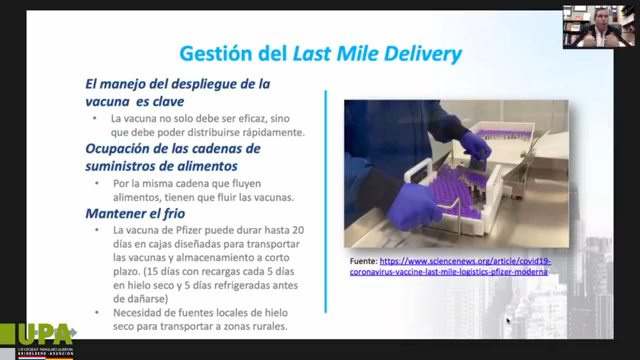 Gestión del Last Mile Delivery
El manejo del despliegue de la
vacuna es clave
• La vacuna no solo debe ser eficaz, sino
que debe poder distribuirse rápidamente.
Ocupación de las cadenas de
suministros de alimentos
• Por la misma cadena que fluyen
alimentos, tienen que fluir las vacunas.
Mantener el frio
• La vacuna de Pfizer puede durar hasta 20
días en cajas diseñadas para transportar
las vacunas y almacenamiento a corto
plazo. (15 días con recargas cada 5 días
en hielo seco y 5 días refrigeradas antes
de dañarse)
• Necesidad de fuentes locales de hielo
seco para transportar a zonas rurales.
Fuente: https://www.sciencenews.org/article/covid19-
coronavirus-vaccine-last-mile-logistics-pfizer-moderna
UPA
HEIDELBERG - ASUNCIÓN